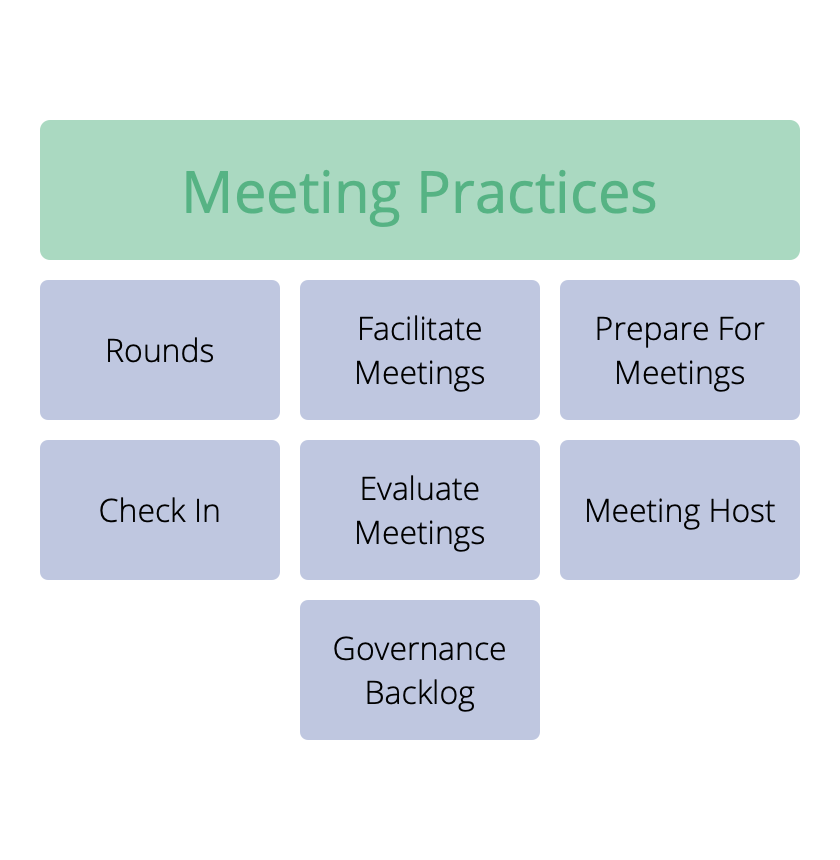 Meeting Practices
Rounds
Facilitate
Meetings
Prepare For
Meetings
Check In
Evaluate
Meetings
Meeting Host
Governance
Backlog